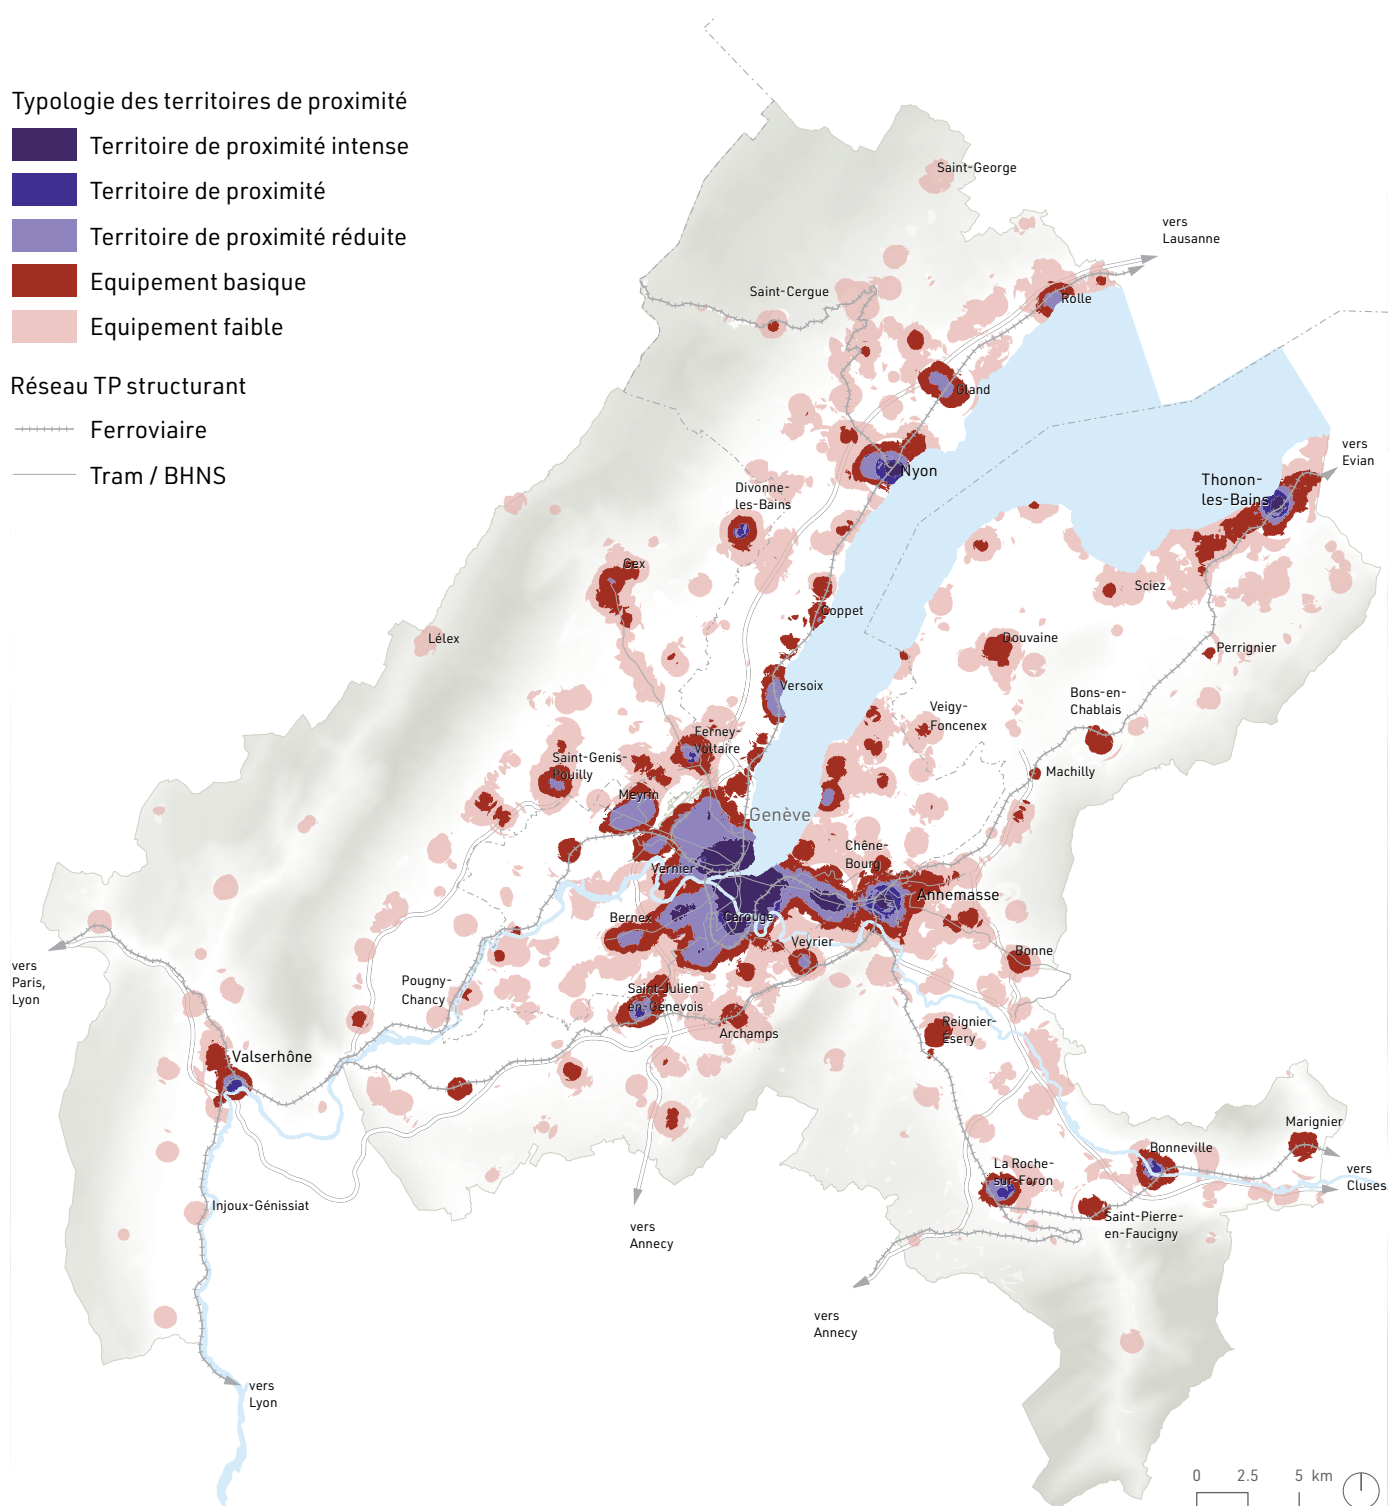 Typologie des territoires de proximité
Territoire de proximité intense
Territoire de proximité
Territoire de proximité réduite
Equipement basique
Equipement faible
Réseau TP structurant
Ferroviaire
Tram / BHNS
Saint-George
vers
Lausanne
Saint-Cergue
Rolle
Gland
vers
Evian
Nyon
Thonon-
les-Bains
Divonne-
les-Bains
Gex
Sciez
Coppet
Lélex
Douvaine
Perrignier
Versoix
Bons-en-
Chablais
Veigy-
Foncenex
Ferney-
Voltaire
Saint-Genis-
Pouilly
Machilly
Meyrin
Genève
Chêne-
Bourg
Vernier
Annemasse
Bernex
Carouge
Veyrier
Bonne
vers
Paris,
Lyon
Pougny-
Chancy
Saint-Julien-
en-Genevois
Archamps
Reignier-
Ésery
Valserhône
Marignier
Bonneville
La Roche-
sur-Foron
vers
Cluses
Injoux-Génissiat
Saint-Pierre-
en-Faucigny
vers
Annecy
vers
Annecy
vers
Lyon
0 2.5 5 km